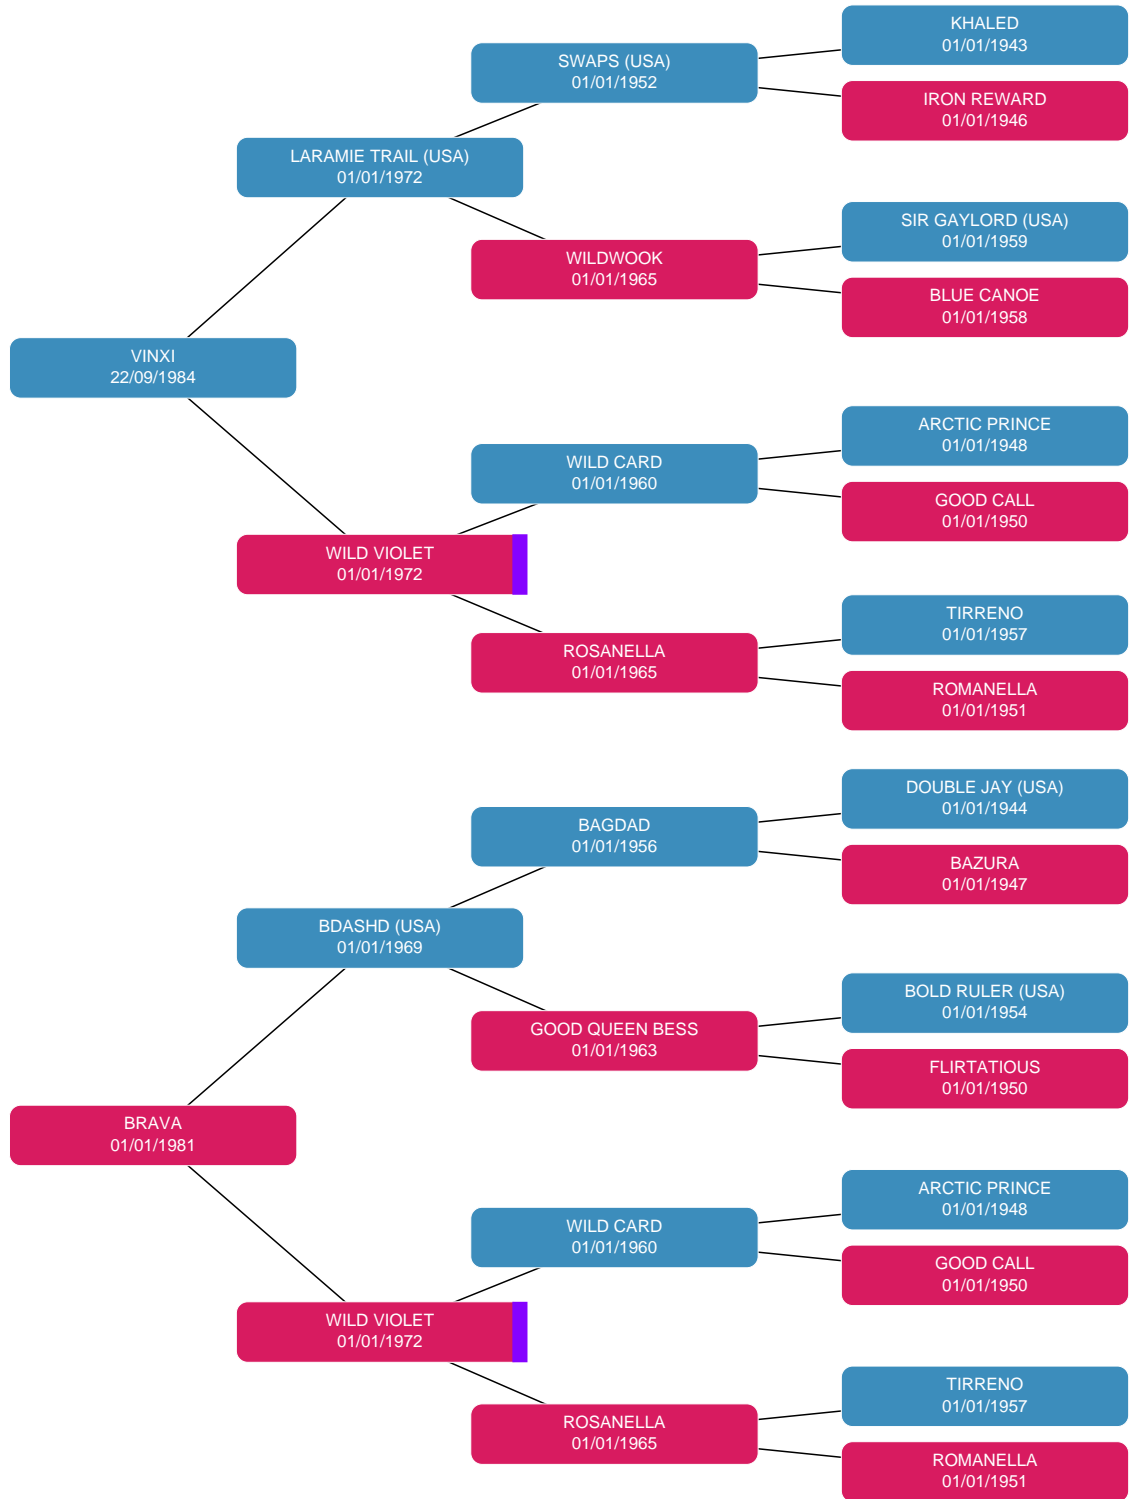 KHALED
01/01/1943
SWAPS (USA)
01/01/1952
IRON REWARD
01/01/1946
LARAMIE TRAIL (USA)
01/01/1972
SIR GAYLORD (USA)
01/01/1959
WILDWOOK
01/01/1965
BLUE CANOE
01/01/1958
VINXI
22/09/1984
ARCTIC PRINCE
01/01/1948
WILD CARD
01/01/1960
GOOD CALL
01/01/1950
WILD VIOLET
01/01/1972
TIRRENO
01/01/1957
ROSANELLA
01/01/1965
ROMANELLA
01/01/1951
DOUBLE JAY (USA)
01/01/1944
BAGDAD
01/01/1956
BAZURA
01/01/1947
BDASHD (USA)
01/01/1969
BOLD RULER (USA)
01/01/1954
GOOD QUEEN BESS
01/01/1963
FLIRTATIOUS
01/01/1950
BRAVA
01/01/1981
ARCTIC PRINCE
01/01/1948
WILD CARD
01/01/1960
GOOD CALL
01/01/1950
WILD VIOLET
01/01/1972
TIRRENO
01/01/1957
ROSANELLA
01/01/1965
ROMANELLA
01/01/1951